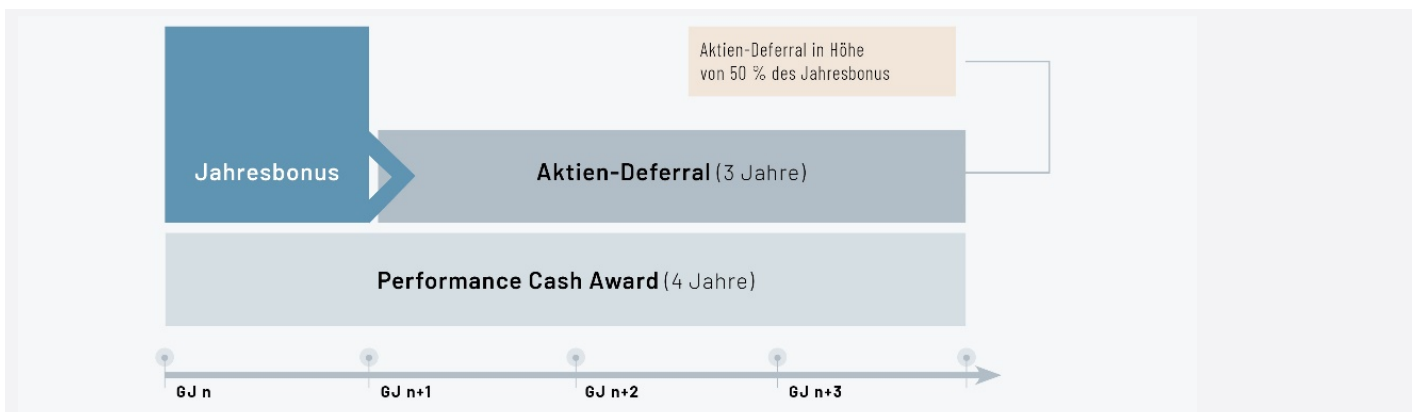 Aktien-Deferral in Höhe
von 50 % des Jahresbonus
Jahresbonus
Aktien-Deferral (3 Jahre)
Performance Cash Award (4 Jahre)
GJ n
GJ n+1
GJ n+2
GJ n+3